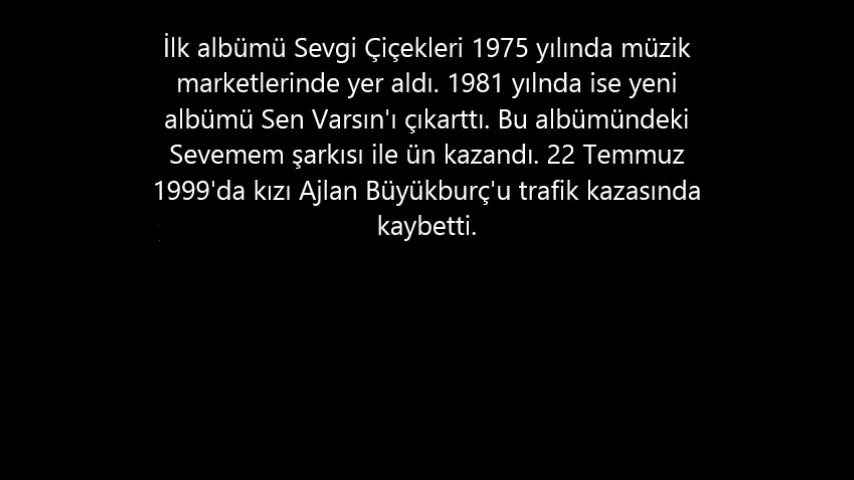 İlk albümü Sevgi Çiçekleri 1975 yılında müzik
marketlerinde yer aldı. 1981 yılnda ise yeni
albümü Sen Varsın'ı çıkarttı. Bu albümündeki
Sevemem şarkısı ile ün kazandı. 22 Temmuz
1999'da kızı Ajlan Büyükburç'u trafik kazasında
kaybetti.